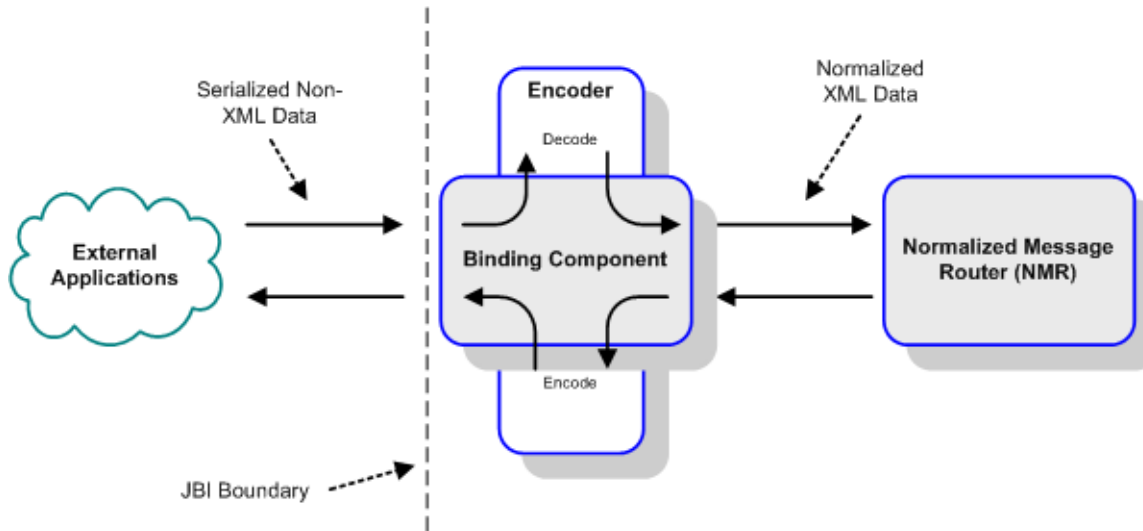 Serialized Non-
XML Data
Encoder
Decode
Normalized
XML Data
External
Applications
Binding Component
Normalized Message
Router (NMR)
Encode
JBI Boundary